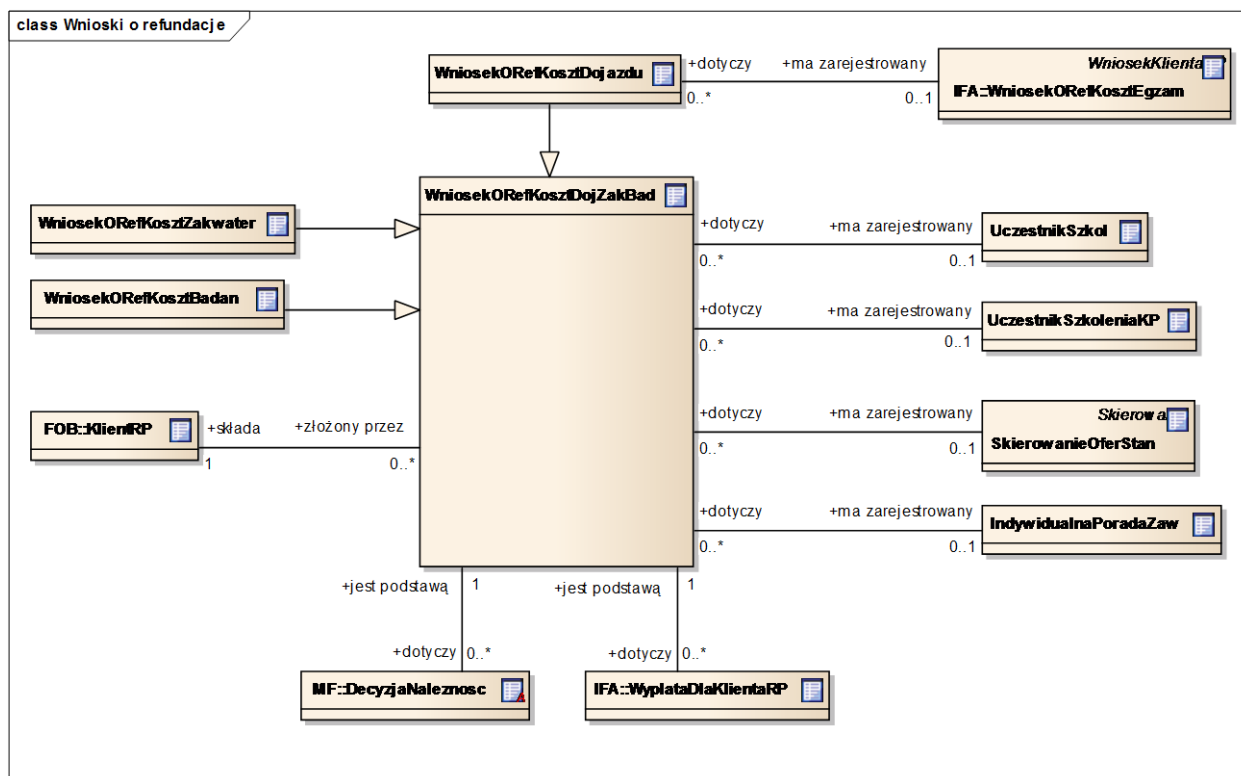 class Wnioski o refundacje
WniosekORefKosztDojazdu
+dotyczy
+ma zarejestrowany
0..*
0..1
WniosekKlienta
IFA::WniosekORefKosztEgzam
WniosekORefKosztDojZakBad
WniosekORefKosztZakwater
WniosekORefKosztBadan
+dotyczy
+ma zarejestrowany
0..*
0..1
UczestnikSzkol
+dotyczy
+ma zarejestrowany
0..*
0..1
UczestnikSzkoleniaKP
FOB::KlientRP
+składa
+złożony przez
1
0..*
+dotyczy
+ma zarejestrowany
0..*
0..1
Skierowa
SkierowanieOferStan
+dotyczy
+ma zarejestrowany
0..*
0..1
IndywidualnaPoradaZaw
+jest podstawą
1
+jest podstawą
1
+dotyczy
0..*
+dotyczy
0..*
MF::DecyzjaNaleznosc
IFA::WyplataDlaKlientaRP